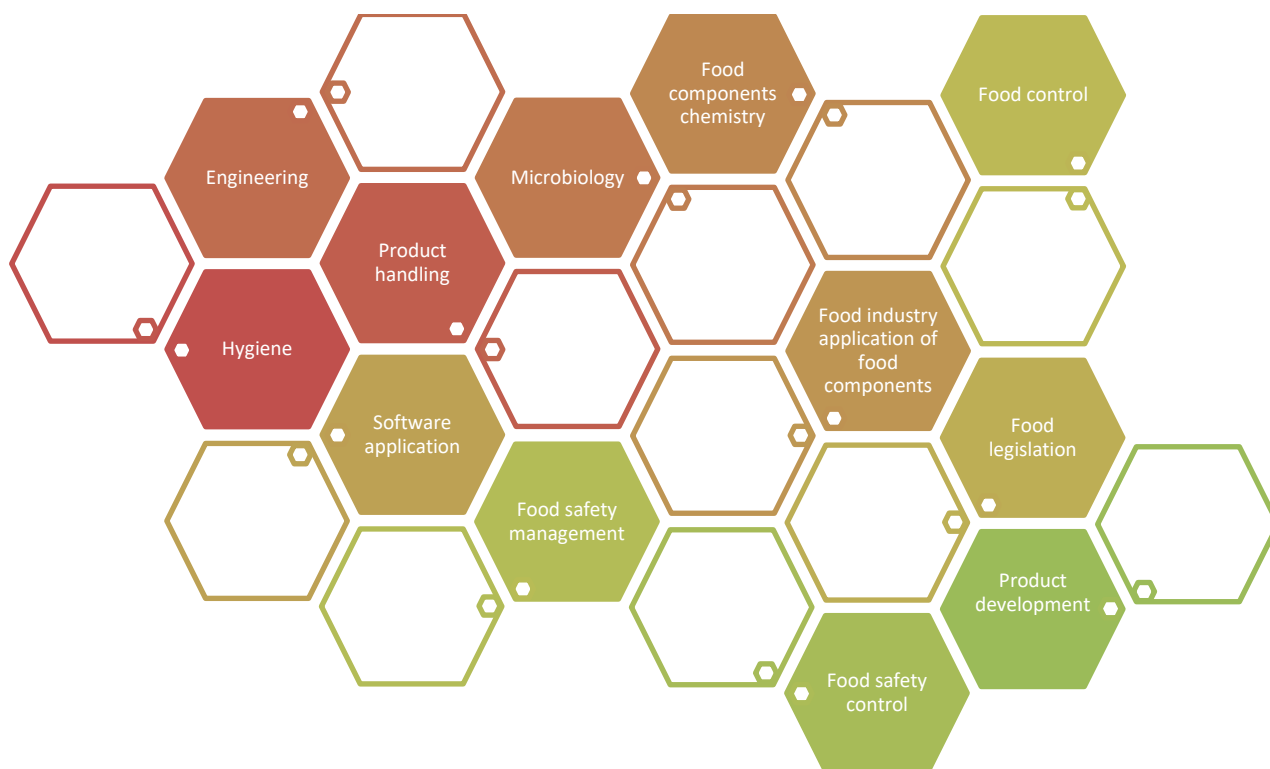 Food
components
chemistry
Food control
Engineering
Microbiology
Product
handling
Hygiene
Food industry
application of
food
components
Software
application
Food
legislation
Food safety
management
Product
development
Food safety
control